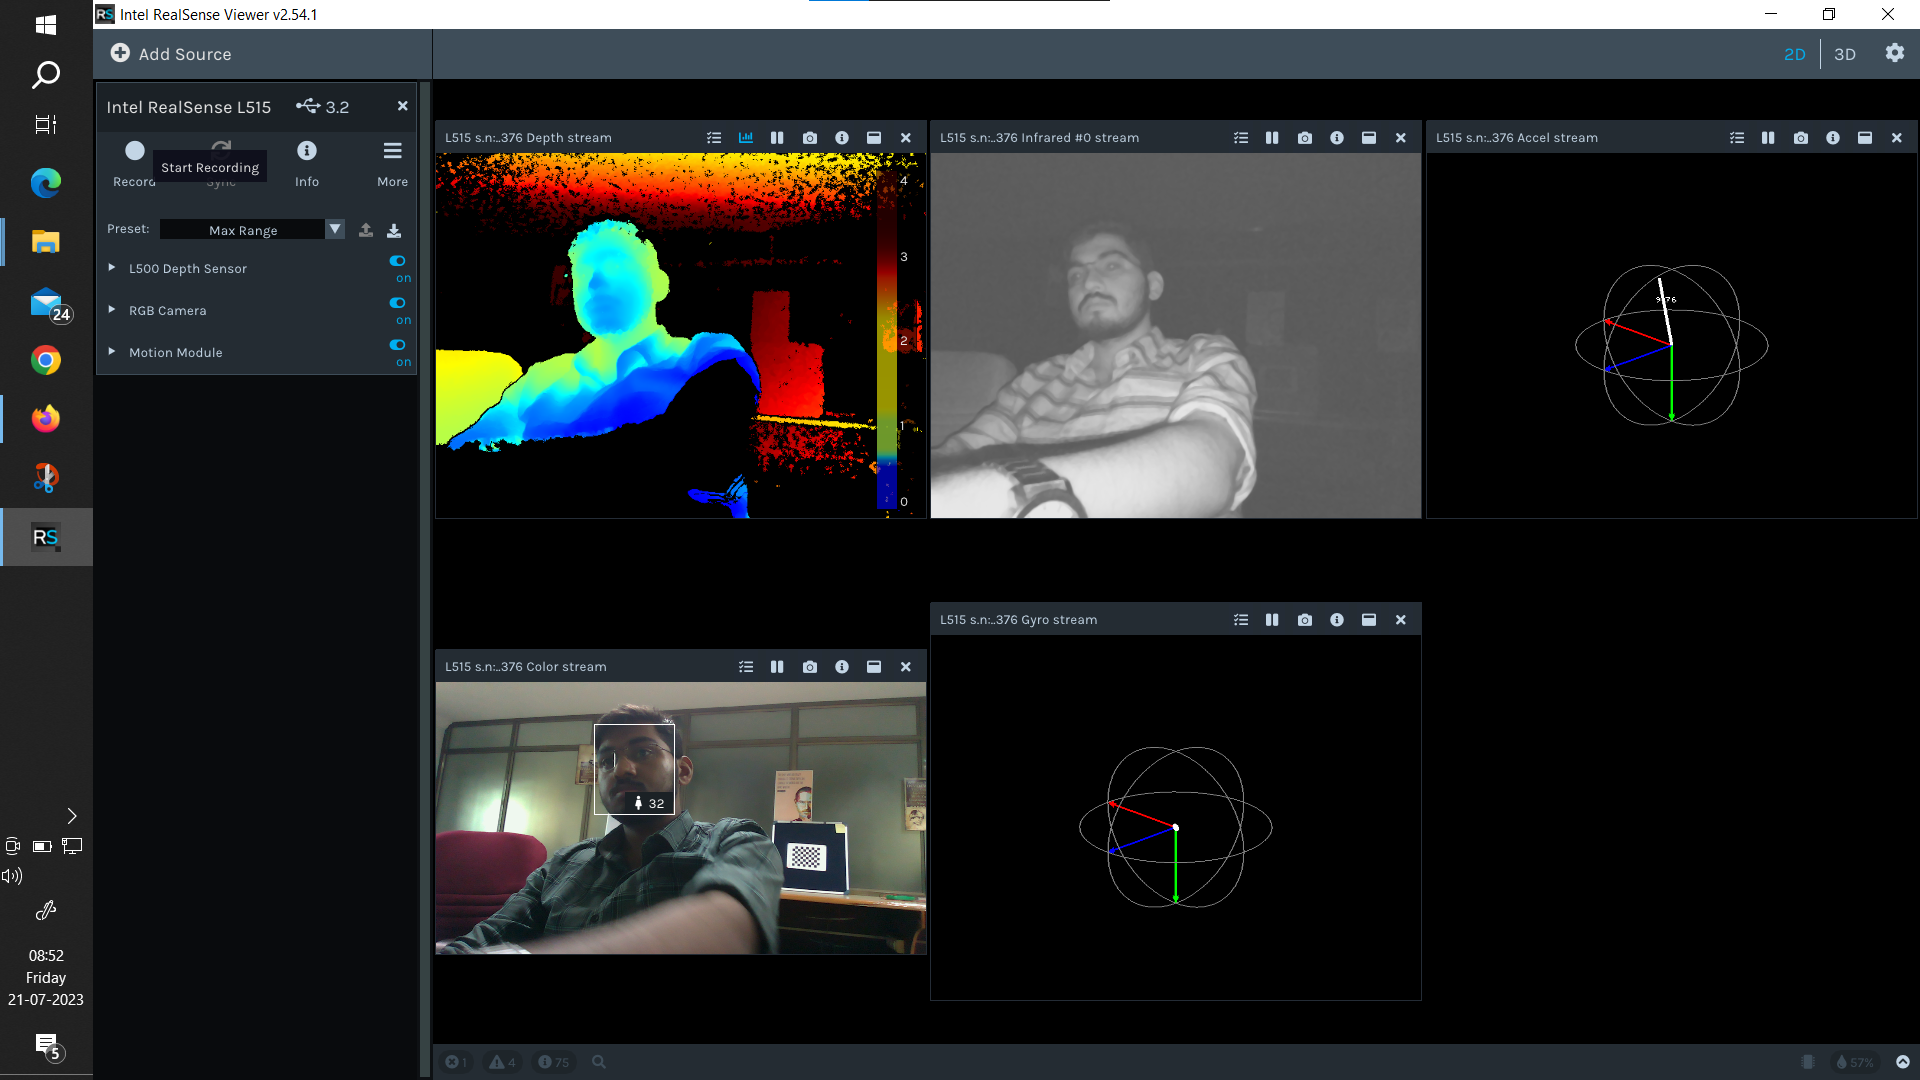 Intel RealSense Viewer v2.54.1
Add Source
2D
3D
Intel RealSense L515
3.2
Record
Sync
Info
More
Start Recording
Preset:
Max Range
L500 Depth Sensor
on
RGB Camera
on
Motion Module
on
L515 s.n:..376 Depth stream
4
3
2
1
0
L515 s.n:..376 Infrared #0 stream
L515 s.n:..376 Accel stream
9.76
L515 s.n:..376 Color stream
32
L515 s.n:..376 Gyro stream
1
4
75
57%
24
RS
RS
08:52
Friday
21-07-2023
5